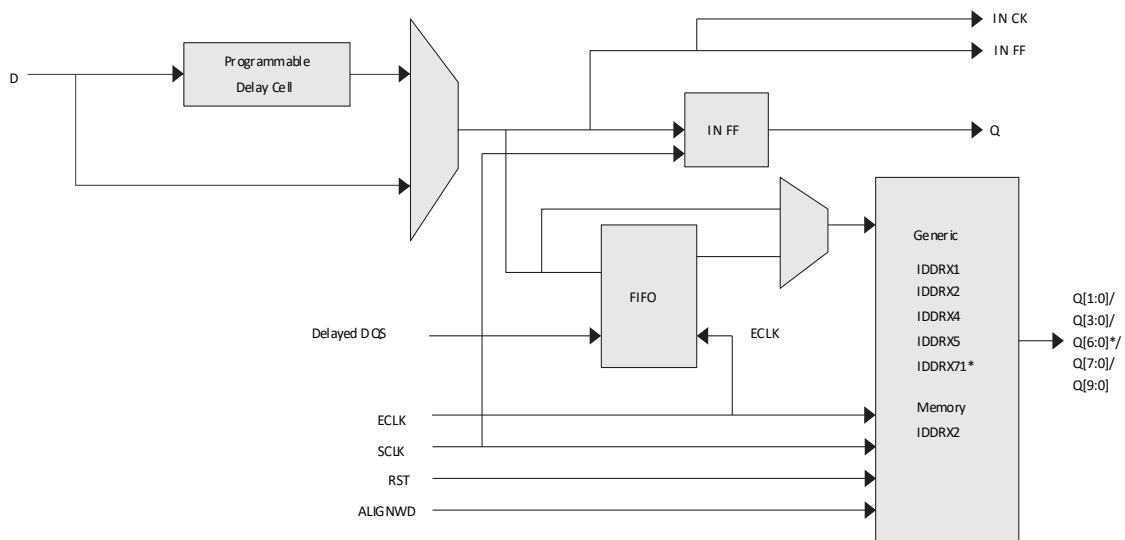 IN CK
IN FF
D
Programmable
Delay Cell
IN FF
Q
Generic
IDDRX1
IDDRX2
IDDRX4
IDDRX5
IDDRX71*
Memory
IDDRX2
FIFO
Delayed DQS
ECLK
Q[1:0]/
Q[3:0]/
Q[6:0]*/
Q[7:0]/
Q[9:0]
ECLK
SCLK
RST
ALIGNWD